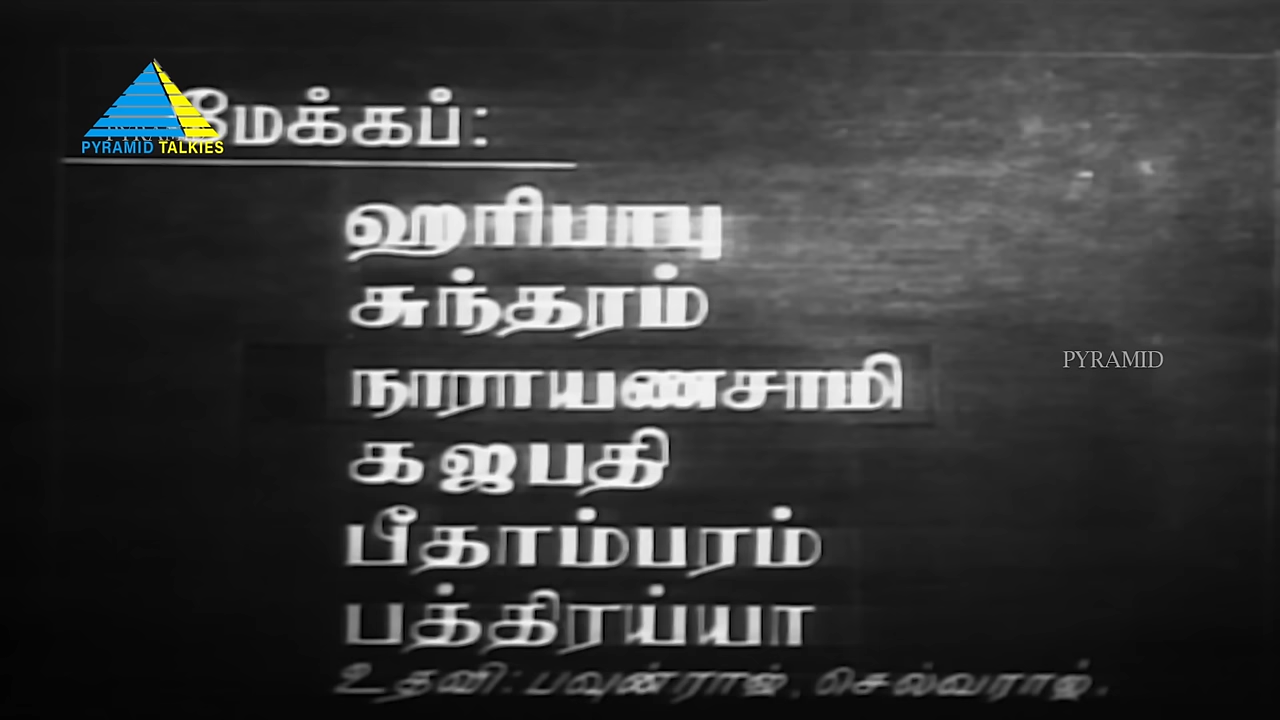 மேக்கப்:
PYRAMID TALKIES
ஹரிபாபு
சுந்தரம்
நாராயணசாமி
PYRAMID
கஜபதி
பீதாம்பரம்
பத்திரய்யா
உதவி: பவுன்ராஜ், செல்வராஜ்.